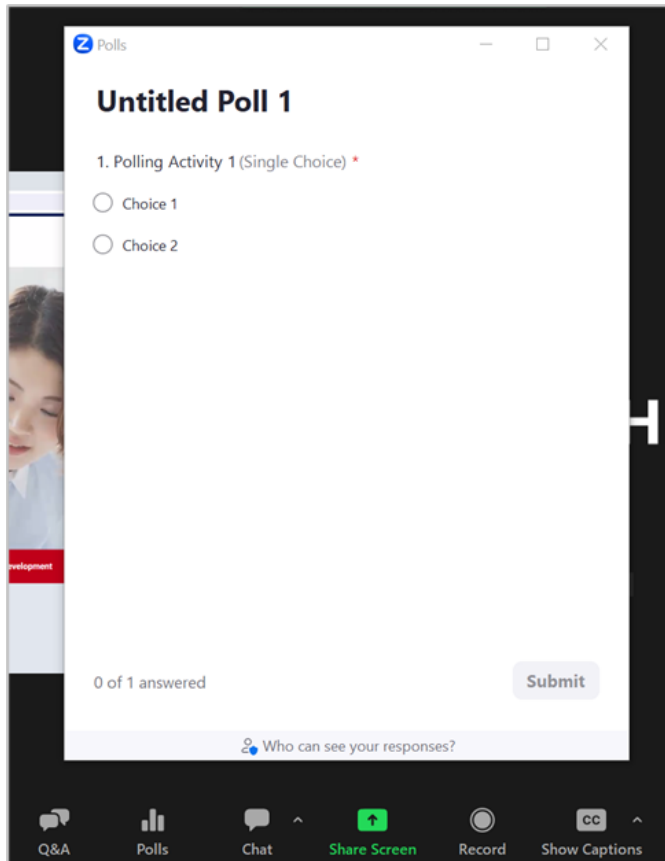 Polls
Untitled Poll 1
1. Polling Activity 1 (Single Choice) *
Choice 1
Choice 2
H
velopment
0 of 1 answered
Submit
Who can see your responses?
Q&A
Polls
Chat
Share Screen
Record
CC
Show Captions